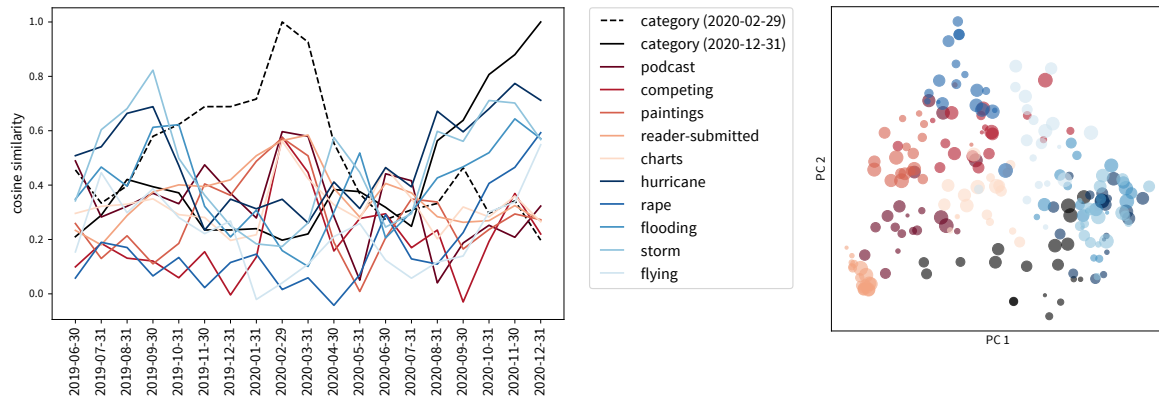 1.0
0.8
0.6
0.4
0.2
0.0
cosine similarity
2019-06-30
2019-07-31
2019-08-31
2019-09-30
2019-10-31
2019-11-30
2019-12-31
2020-01-31
2020-02-29
2020-03-31
2020-04-30
2020-05-31
2020-06-30
2020-07-31
2020-08-31
2020-09-30
2020-10-31
2020-11-30
2020-12-31
category (2020-02-29)
category (2020-12-31)
podcast
competing
paintings
reader-submitted
charts
hurricane
rape
flooding
storm
flying
PC 2
PC 1